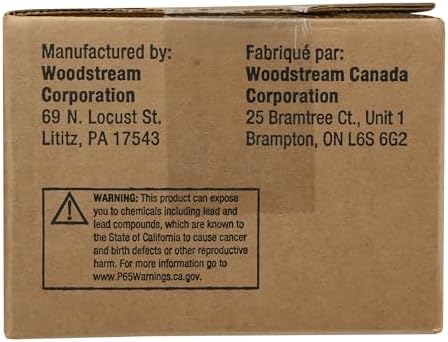 Manufactured by:
Woodstream
Corporation
69 N. Locust St.
Lititz, PA 17543
Fabriqué par:
Woodstream Canada
Corporation
25 Bramtree Ct., Unit 1
Brampton, ON L6S 6G2
WARNING: This product can expose
you to chemicals including lead and
lead compounds, which are known to
the State of California to cause cancer
and birth defects or other reproductive
harm. For more information go to
www.P65Warnings.ca.gov.